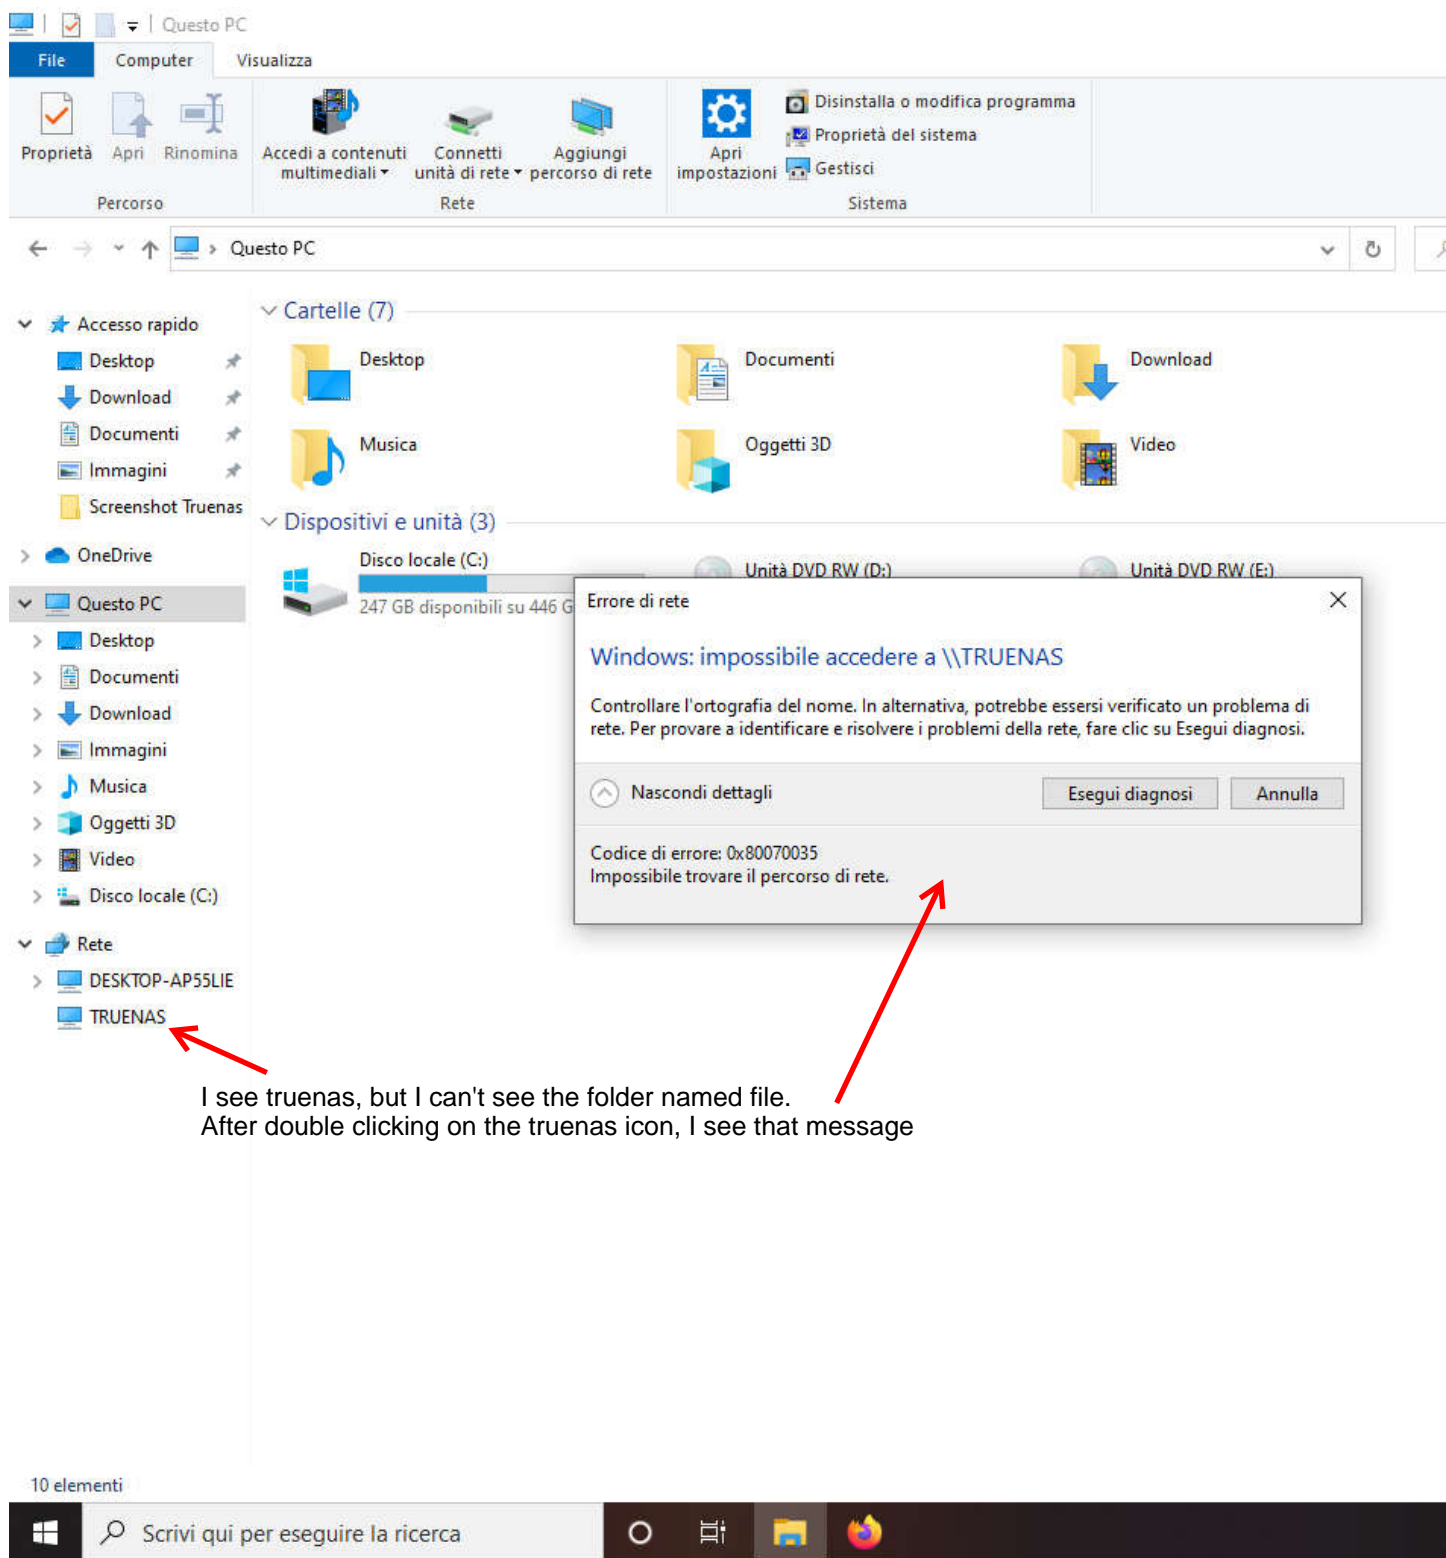 Questo PC
File Computer Visualizza
Disinstalla o modifica programma
Proprietà del sistema
Gestisci
Proprietà Apri Rinomina Accedi a contenuti multimediali Connetti unità di rete Aggiungi percorso di rete Apri impostazioni
Percorso Rete Sistema
Questo PC
Accesso rapido
Desktop
Download
Documenti
Immagini
Screenshot Truenas
OneDrive
Questo PC
Desktop
Documenti
Download
Immagini
Musica
Oggetti 3D
Video
Disco locale (C:)
Rete
DESKTOP-AP55LIE
TRUENAS
Cartelle (7)
Desktop Documenti Download
Musica Oggetti 3D Video
Dispositivi e unità (3)
Disco locale (C:) Unità DVD RW (D:) Unità DVD RW (E:)
247 GB disponibili su 446 G
Errore di rete
Windows: impossibile accedere a \\TRUENAS
Controllare l'ortografia del nome. In alternativa, potrebbe essersi verificato un problema di
rete. Per provare a identificare e risolvere i problemi della rete, fare clic su Esegui diagnosi.
Nascondi dettagli Esegui diagnosi Annulla
Codice di errore: 0x80070035
Impossibile trovare il percorso di rete.
I see truenas, but I can't see the folder named file.
After double clicking on the truenas icon, I see that message
10 elementi
Scrivi qui per eseguire la ricerca